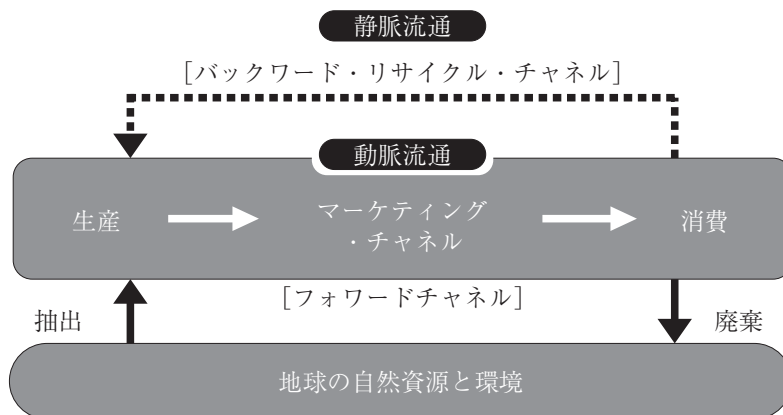 静脈流通
[バックワード・リサイクル・チャネル]
動脈流通
生産
マーケティング
・チャネル
消費
[フォワードチャネル]
抽出
廃棄
地球の自然資源と環境